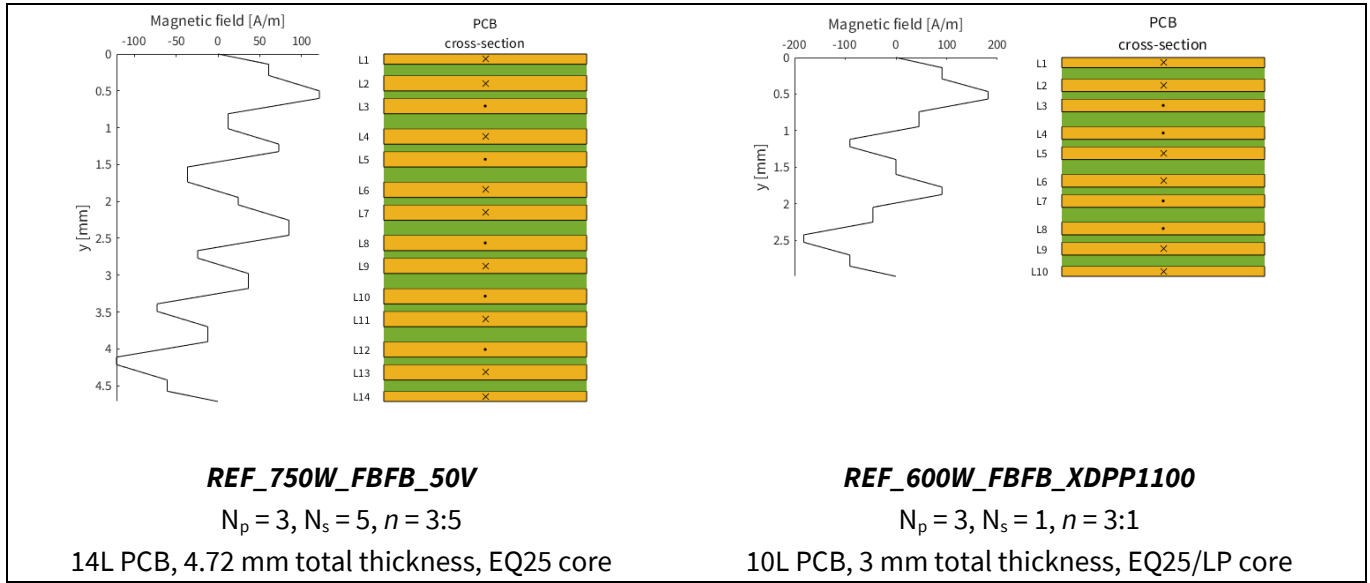 Magnetic field [A/m]
-100 -50 0 50 100
0
0.5
1
1.5
2
2.5
3
3.5
4
4.5
y [mm]
PCB
cross-section
L1 ×
L2 ×
L3 •
L4 ×
L5 •
L6 ×
L7 ×
L8 •
L9 ×
L10 •
L11 ×
L12 •
L13 ×
L14 ×
REF_750W_FBFB_50V
Np = 3, Ns = 5, n = 3:5
14L PCB, 4.72 mm total thickness, EQ25 core
Magnetic field [A/m]
-200 -100 0 100 200
0
0.5
1
1.5
2
2.5
y [mm]
PCB
cross-section
L1 ×
L2 ×
L3 •
L4 •
L5 ×
L6 ×
L7 •
L8 •
L9 ×
L10 ×
REF_600W_FBFB_XDPP1100
Np = 3, Ns = 1, n = 3:1
10L PCB, 3 mm total thickness, EQ25/LP core